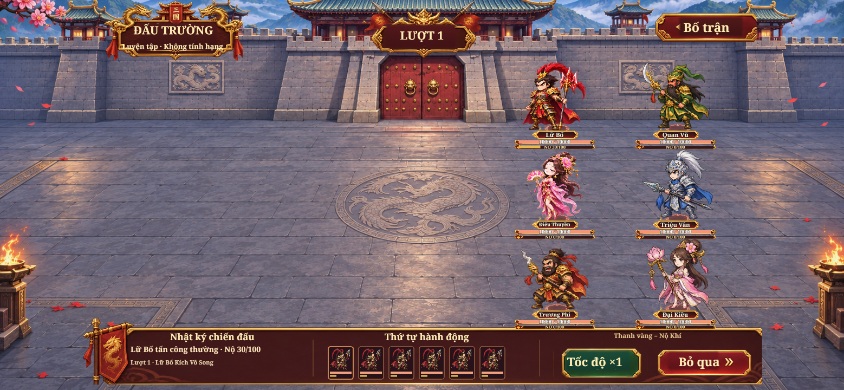 三国
ĐẤU TRƯỜNG
Luyện tập · Không tính hạng
LƯỢT 1
Bố trận
Lữ Bố
Quan Vũ
Điêu Thuyền
Triệu Vân
Trương Phi
Đại Kiều
Nhật ký chiến đấu
Lữ Bố tấn công thường · Nộ 30/100
Lượt 1 · Lữ Bố Kích Vô Song
Thứ tự hành động
Thanh vàng – Nộ Khí
Tốc độ ×1
Bỏ qua »